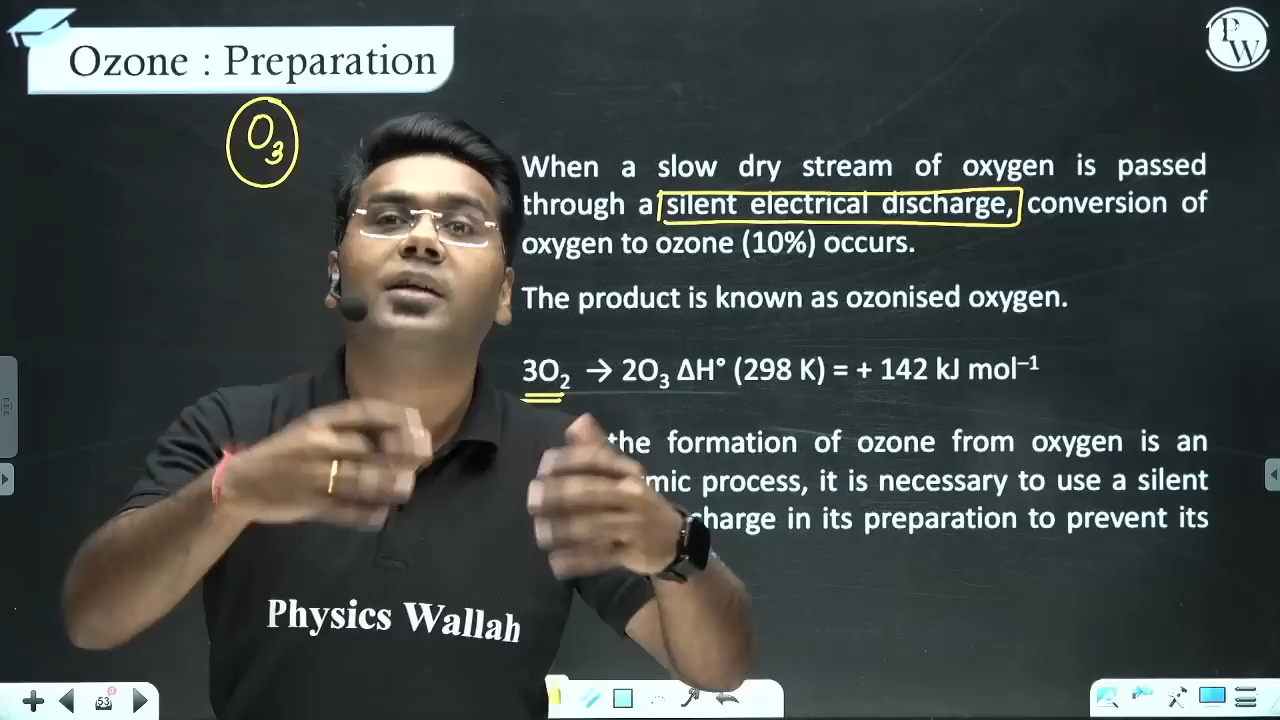 Ozone : Preparation
PW
O₃
When a slow dry stream of oxygen is passed
through a silent electrical discharge, conversion of
oxygen to ozone (10%) occurs.
The product is known as ozonised oxygen.
3O₂ → 2O₃ ΔH° (298 K) = + 142 kJ mol⁻¹
the formation of ozone from oxygen is an
process, it is necessary to use a silent
in its preparation to prevent its
Physics Wallah
53